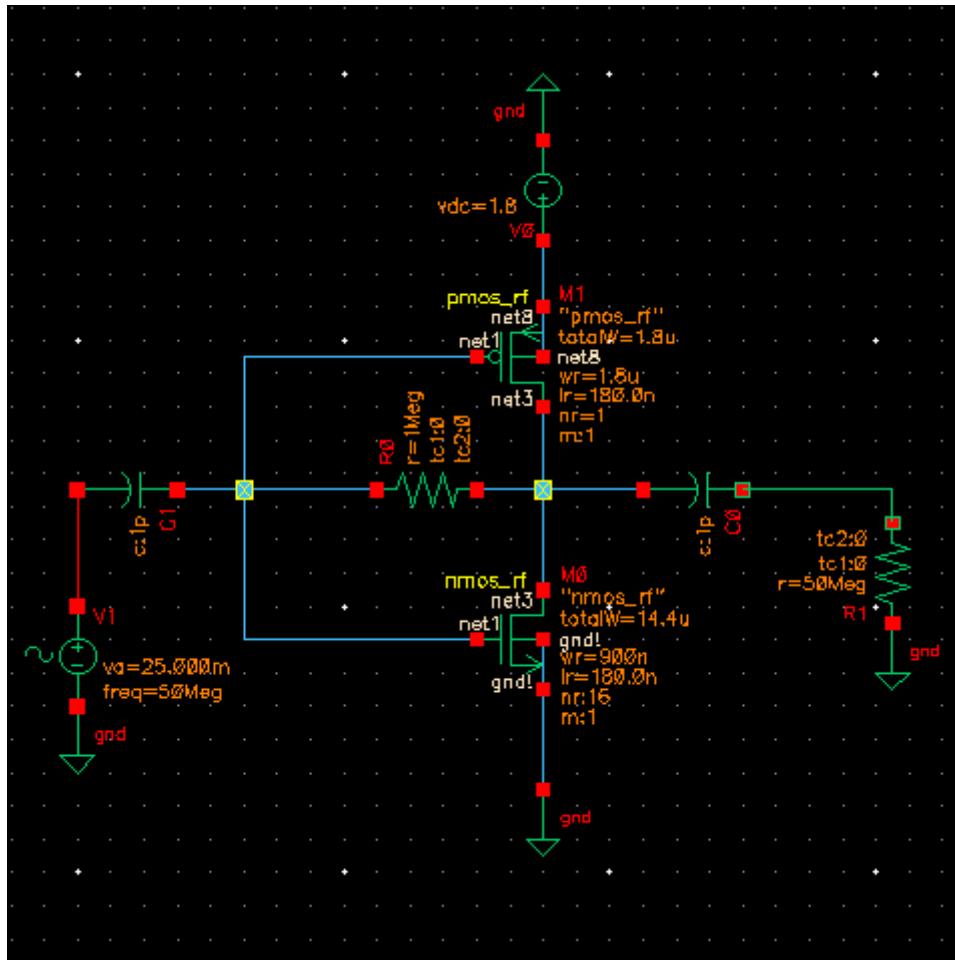 gnd
vdc=1.8
V0
pmos_rf
M1
net8
"pmos_rf"
totalW=1.8u
net1
net8
wr=1.8u
lr=180.0n
net3
nr=1
m:1
R0
r=1Meg
tc1:0
tc2:0
c:1p
C1
c:1p
C0
tc2:0
tc1:0
r=50Meg
R1
gnd
nmos_rf
M0
net3
"nmos_rf"
totalW=14.4u
net1
gnd!
wr=900n
lr=180.0n
gnd!
nr:16
m:1
V1
va=25.000m
freq=50Meg
gnd
gnd